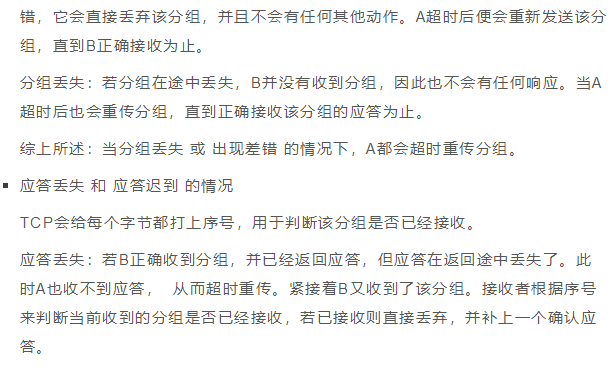 错，它会直接丢弃该分组，并且不会有任何其他动作。A超时后便会重新发送该分
组，直到B正确接收为止。
分组丢失：若分组在途中丢失，B并没有收到分组，因此也不会有任何响应。当A
超时后也会重传分组，直到正确接收该分组的应答为止。
综上所述：当分组丢失 或 出现差错 的情况下，A都会超时重传分组。
应答丢失 和 应答迟到 的情况
TCP会给每个字节都打上序号，用于判断该分组是否已经接收。
应答丢失：若B正确收到分组，并已经返回应答，但应答在返回途中丢失了。此
时A也收不到应答， 从而超时重传。紧接着B又收到了该分组。接收者根据序号
来判断当前收到的分组是否已经接收，若已接收则直接丢弃，并补上一个确认应
答。